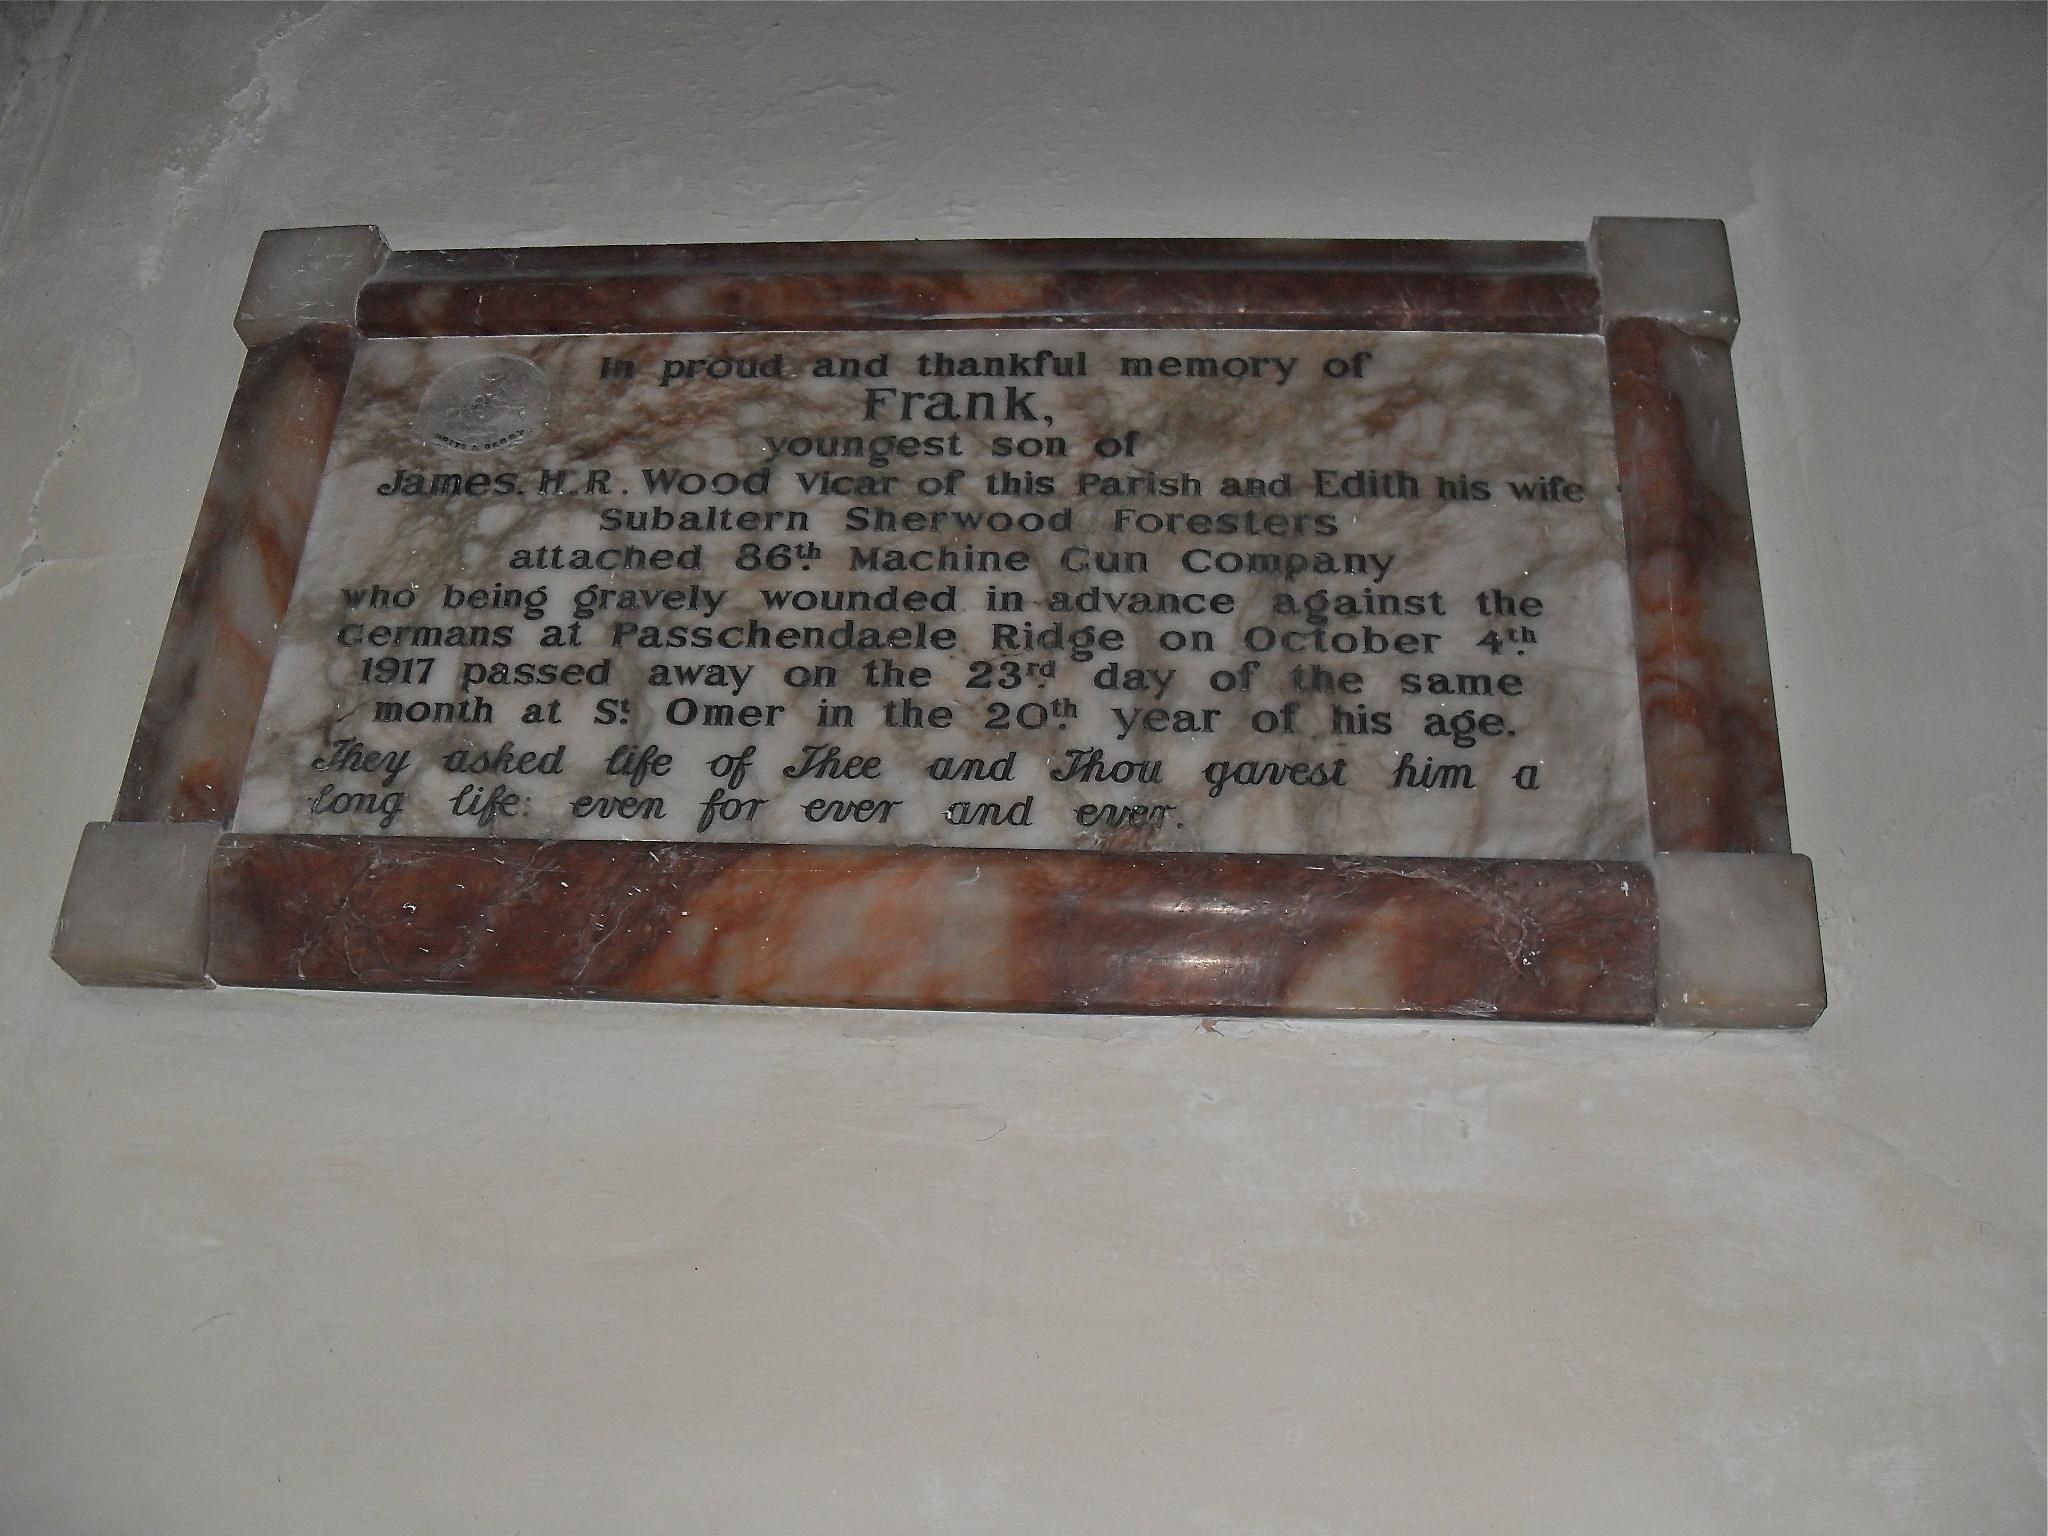 In proud and thankful memory of
Frank,
youngest son of
James. H. R. Wood Vicar of this Parish and Edith his wife
Subaltern Sherwood Foresters
attached 86th Machine Gun Company
who being gravely wounded in advance against the
Germans at Passchendaele Ridge on October 4th
1917 passed away on the 23rd day of the same
month at St Omer in the 20th year of his age.
They asked life of Thee and Thou gavest him a
long life: even for ever and ever.
NOTTS & DERBY